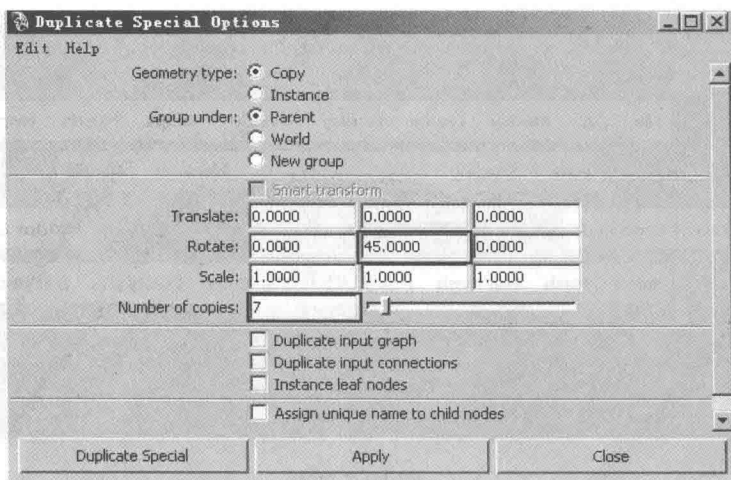 Duplicate Special Options
Edit Help
Geometry type: Copy
Instance
Group under: Parent
World
New group
Smart transform
Translate: 0.0000 0.0000 0.0000
Rotate: 0.0000 45.0000 0.0000
Scale: 1.0000 1.0000 1.0000
Number of copies: 7
Duplicate input graph
Duplicate input connections
Instance leaf nodes
Assign unique name to child nodes
Duplicate Special Apply Close